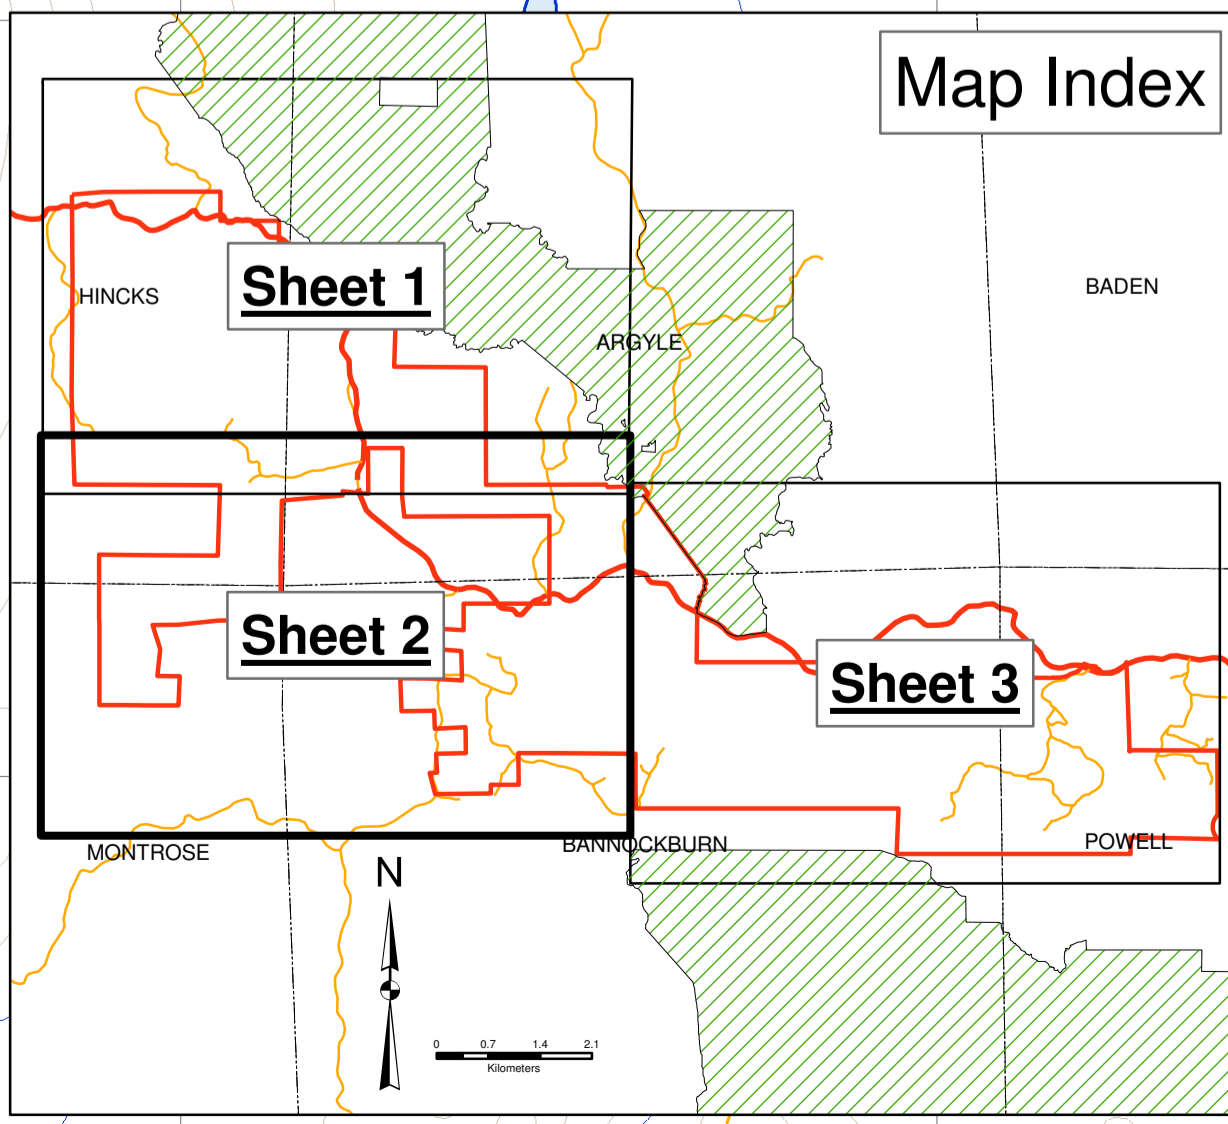 Map Index
Sheet 1
HINCKS
BADEN
ARGYLE
Sheet 2
Sheet 3
MONTROSE
BANNOCKBURN
POWELL
N
0 0.7 1.4 2.1
Kilometers